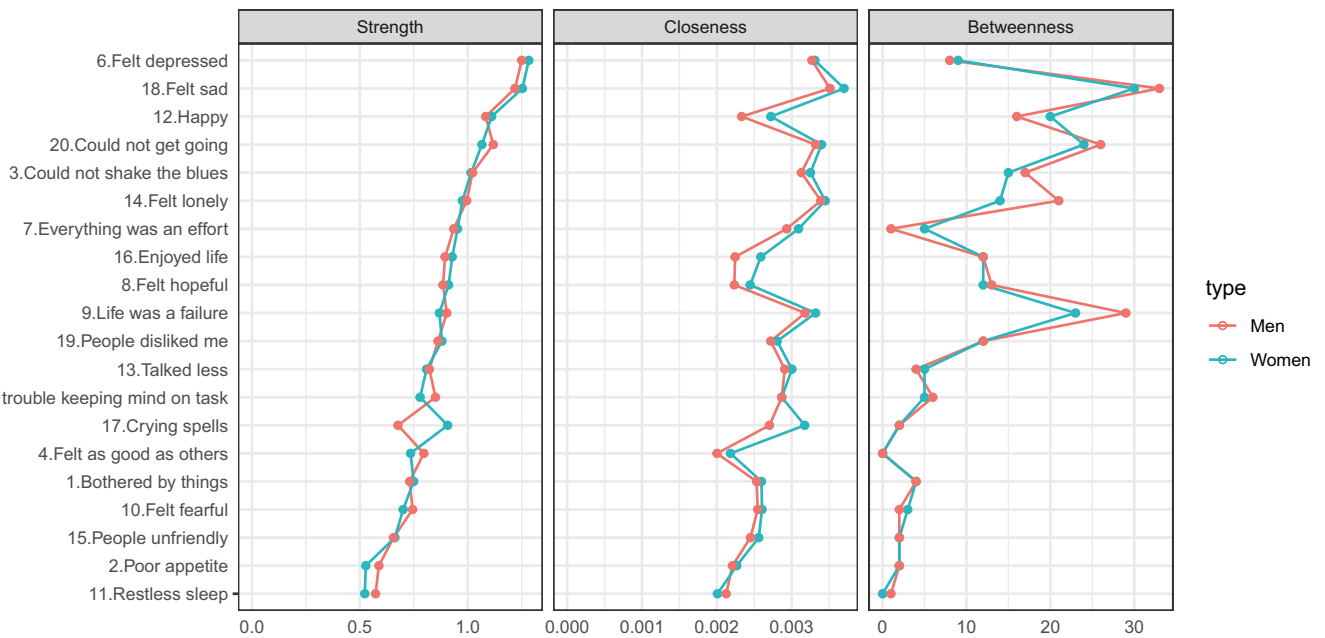 Strength Closeness Betweenness
6.Felt depressed
18.Felt sad
12.Happy
20.Could not get going
3.Could not shake the blues
14.Felt lonely
7.Everything was an effort
16.Enjoyed life
8.Felt hopeful
9.Life was a failure
19.People disliked me
13.Talked less
trouble keeping mind on task
17.Crying spells
4.Felt as good as others
1.Bothered by things
10.Felt fearful
15.People unfriendly
2.Poor appetite
11.Restless sleep
0.0 0.5 1.0 0.000 0.001 0.002 0.003 0 10 20 30
type
Men
Women